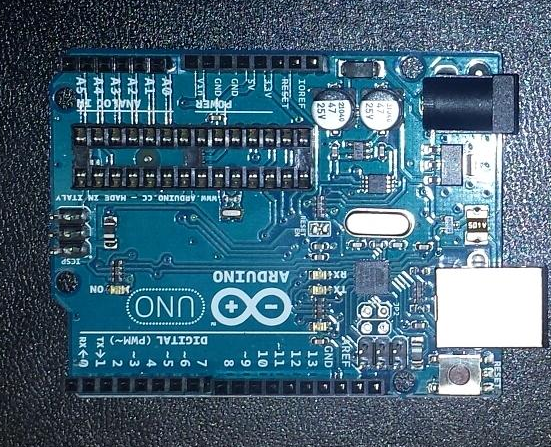 RESET
AREF
GND
13
12
~11
~10
~9
8
7
~6
~5
4
~3
2
TX→1
RX←0
DIGITAL (PWM~)
TX
RX
ARDUINO
UNO
ON
ICSP
RESET EN
WWW.ARDUINO.CC - MADE IN ITALY
47
25V
47
25V
IOREF
RESET
3.3V
5V
GND
GND
VIN
POWER
A0
A1
A2
A3
A4
A5
ANALOG IN